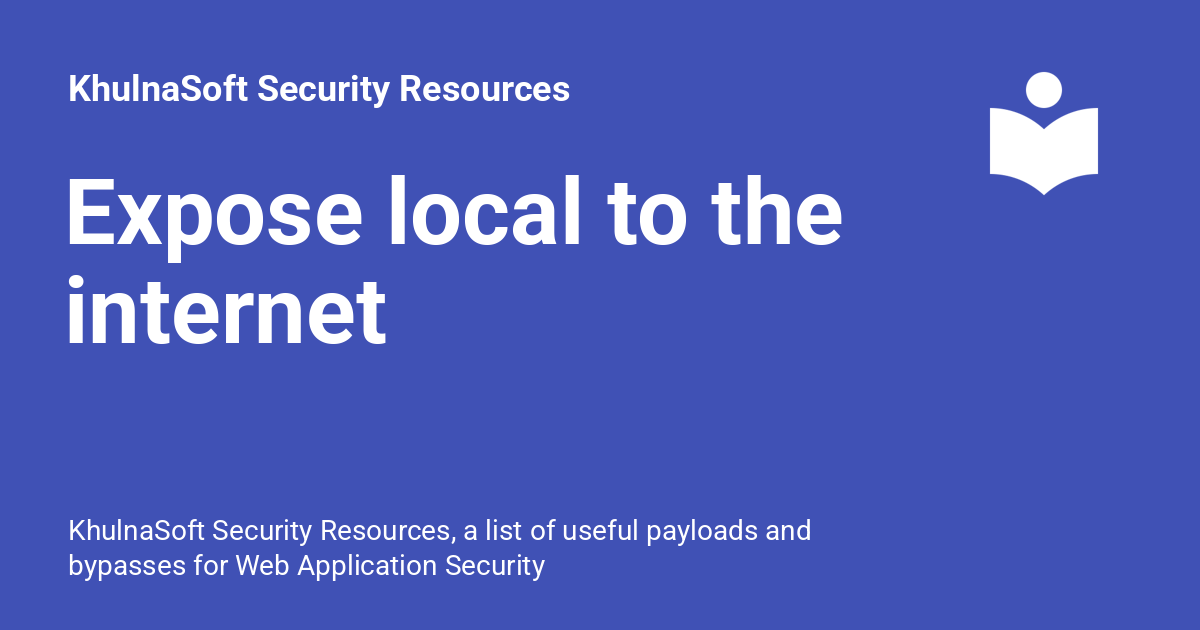 KhulnaSoft Security Resources
Expose local to the
internet
KhulnaSoft Security Resources, a list of useful payloads and
bypasses for Web Application Security